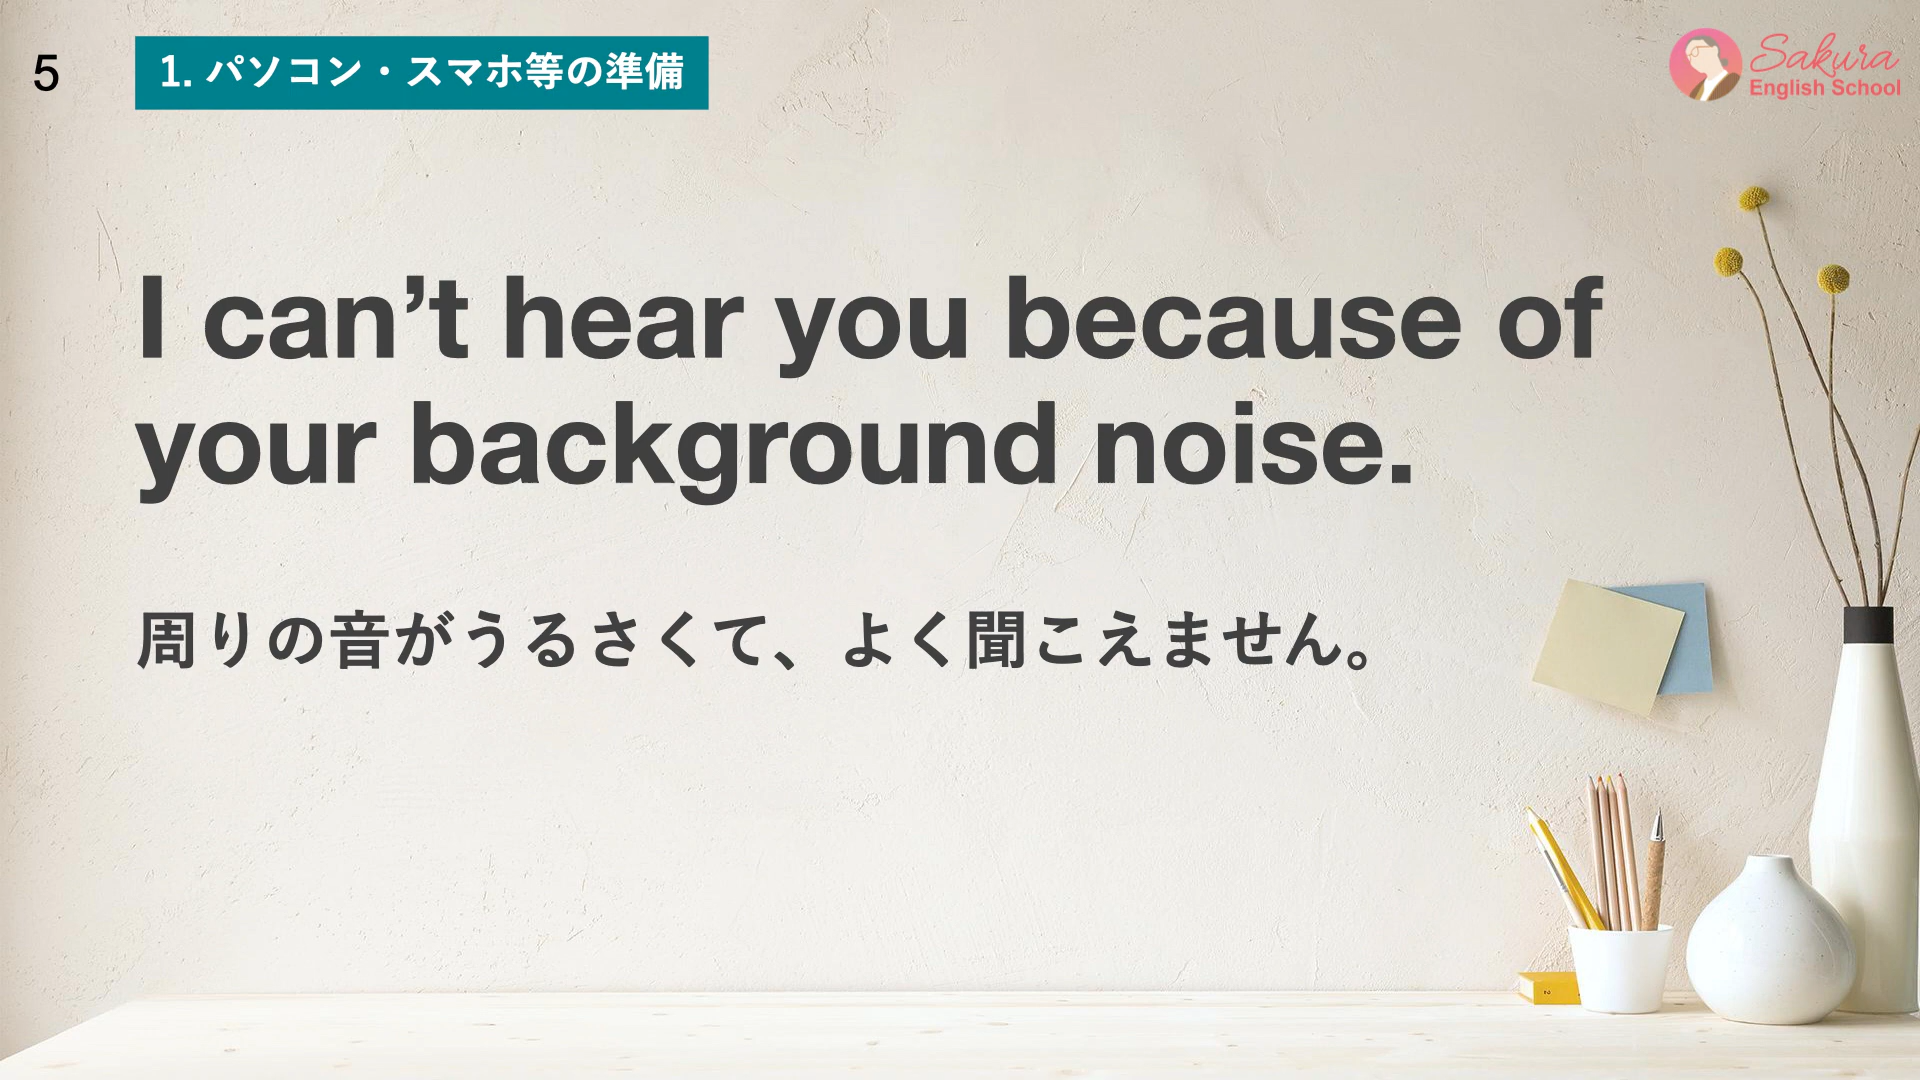 5
1. パソコン・スマホ等の準備
Sakura
English School
I can’t hear you because of
your background noise.
周りの音がうるさくて、よく聞こえません。